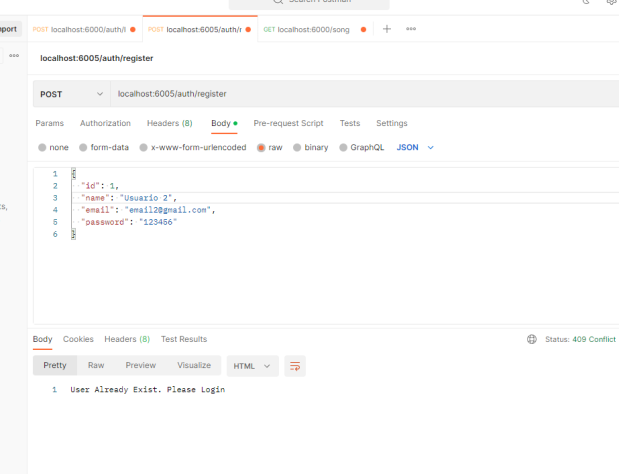 Search Postman
port
POST localhost:6000/auth/l POST localhost:6005/auth/r GET localhost:6000/song
localhost:6005/auth/register
POST localhost:6005/auth/register
Params Authorization Headers (8) Body Pre-request Script Tests Settings
none form-data x-www-form-urlencoded raw binary GraphQL JSON
1 {
2 "id": 1,
3 "name": "Usuario 2",
4 "email": "email2@gmail.com",
5 "password": "123456"
6 }
ts,
Body Cookies Headers (8) Test Results Status: 409 Conflict
Pretty Raw Preview Visualize HTML
1 User Already Exist. Please Login